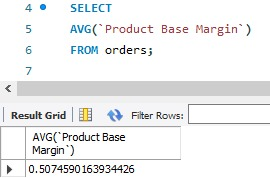 4 SELECT
5 AVG(`Product Base Margin`)
6 FROM orders;
7
Result Grid Filter Rows:
AVG(`Product Base
Margin`)
0.5074590163934426